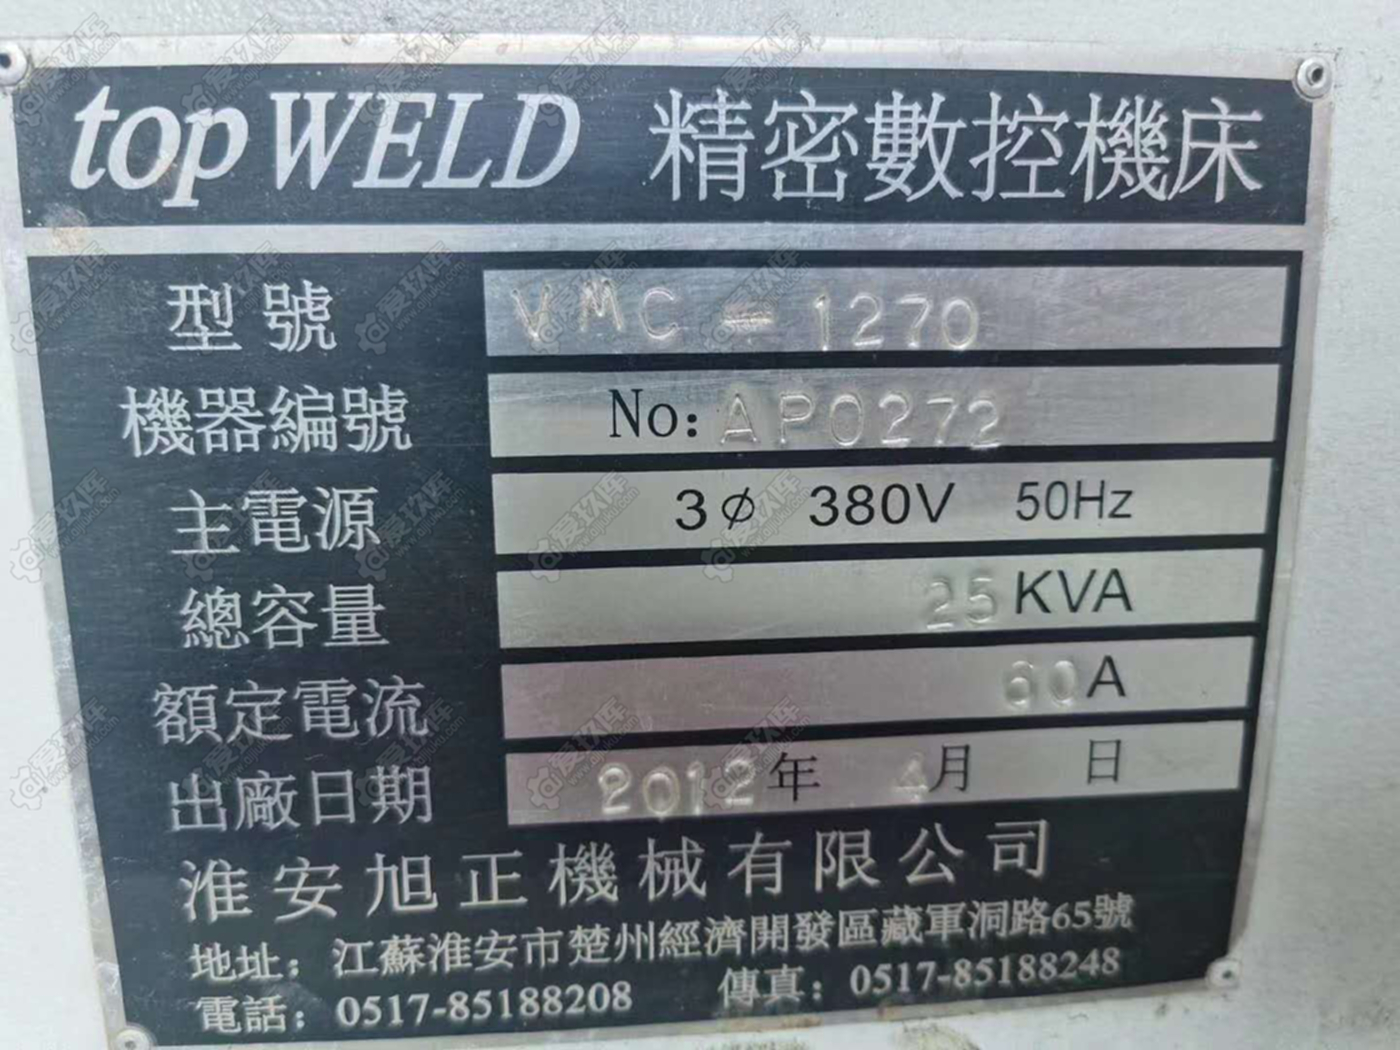 topWELD 精密數控機床
型號 VMC-1270
機器編號 No: AP0272
主電源 3φ 380V 50Hz
總容量 25KVA
額定電流 60A
出廠日期 2012年 4月 日
淮安旭正機械有限公司
地址：江蘇淮安市楚州經濟開發區藏軍洞路65號
電話：0517-85188208 傳真：0517-85188248